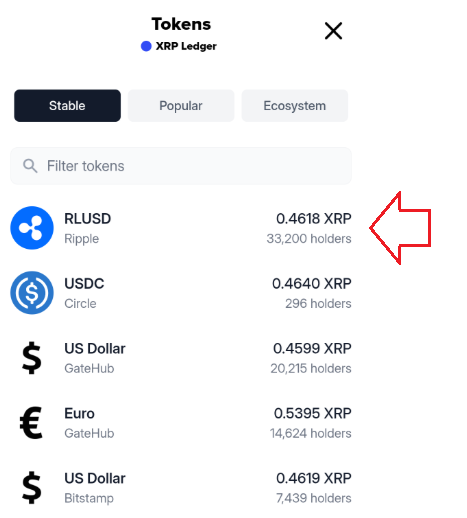 Tokens
XRP Ledger
Stable Popular Ecosystem
Filter tokens
RLUSD 0.4618 XRP
Ripple 33,200 holders
USDC 0.4640 XRP
Circle 296 holders
US Dollar 0.4599 XRP
GateHub 20,215 holders
Euro 0.5395 XRP
GateHub 14,624 holders
US Dollar 0.4619 XRP
Bitstamp 7,439 holders